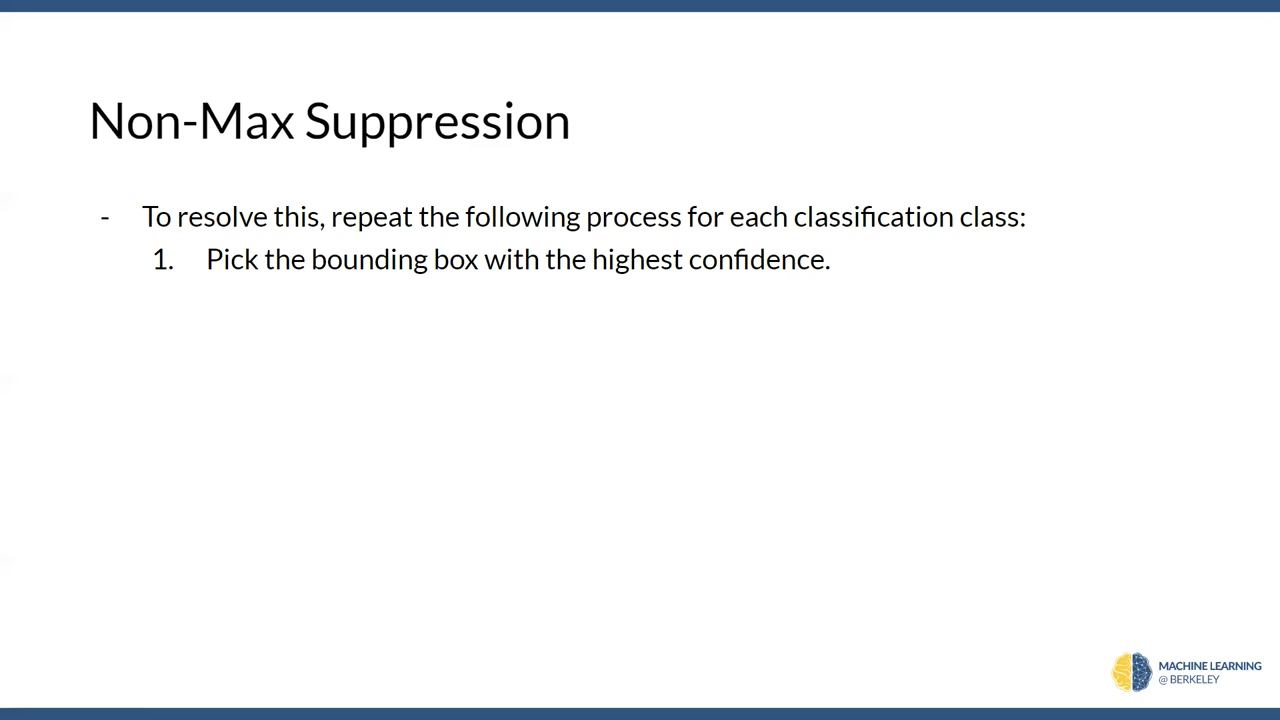 Non-Max Suppression
- To resolve this, repeat the following process for each classification class:
1. Pick the bounding box with the highest confidence.
MACHINE LEARNING
@ BERKELEY